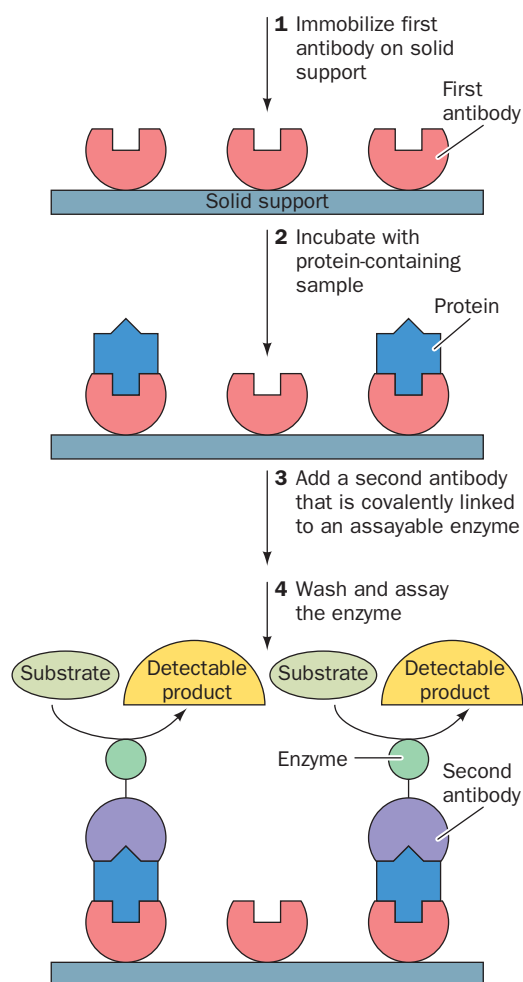 1 Immobilize first
antibody on solid
support
First
antibody
Solid support
2 Incubate with
protein-containing
sample
Protein
3 Add a second antibody
that is covalently linked
to an assayable enzyme
4 Wash and assay
the enzyme
Substrate
Detectable
product
Substrate
Detectable
product
Enzyme
Second
antibody